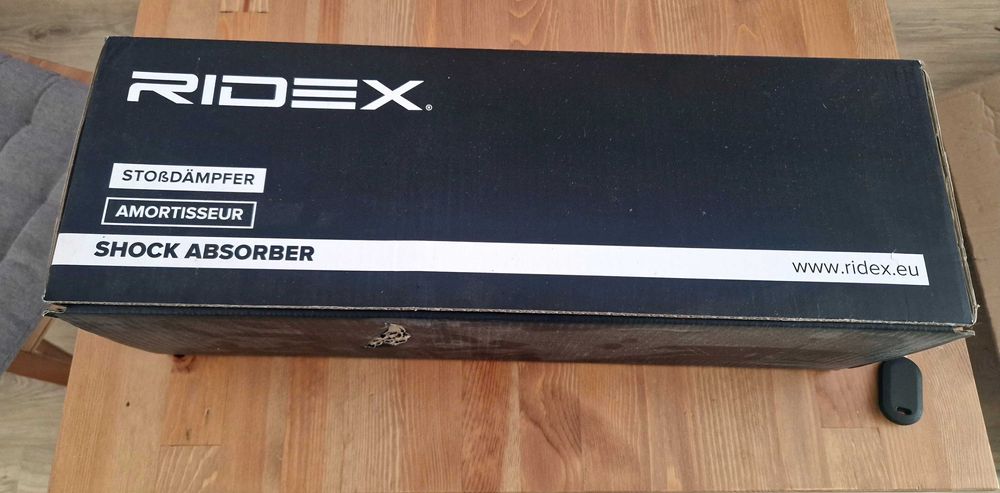 RIDEX®
STOßDÄMPFER
AMORTISSEUR
SHOCK ABSORBER
www.ridex.eu